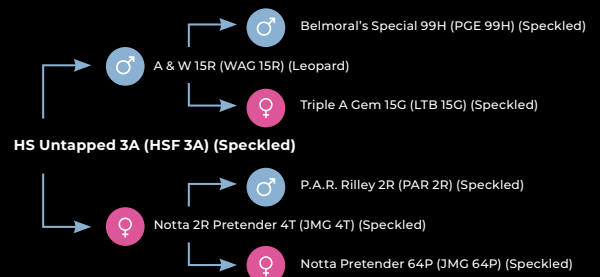 Belmoral's Special 99H (PGE 99H) (Speckled)
A & W 15R (WAG 15R) (Leopard)
Triple A Gem 15G (LTB 15G) (Speckled)
HS Untapped 3A (HSF 3A) (Speckled)
P.A.R. Rilley 2R (PAR 2R) (Speckled)
Notta 2R Pretender 4T (JMG 4T) (Speckled)
Notta Pretender 64P (JMG 64P) (Speckled)